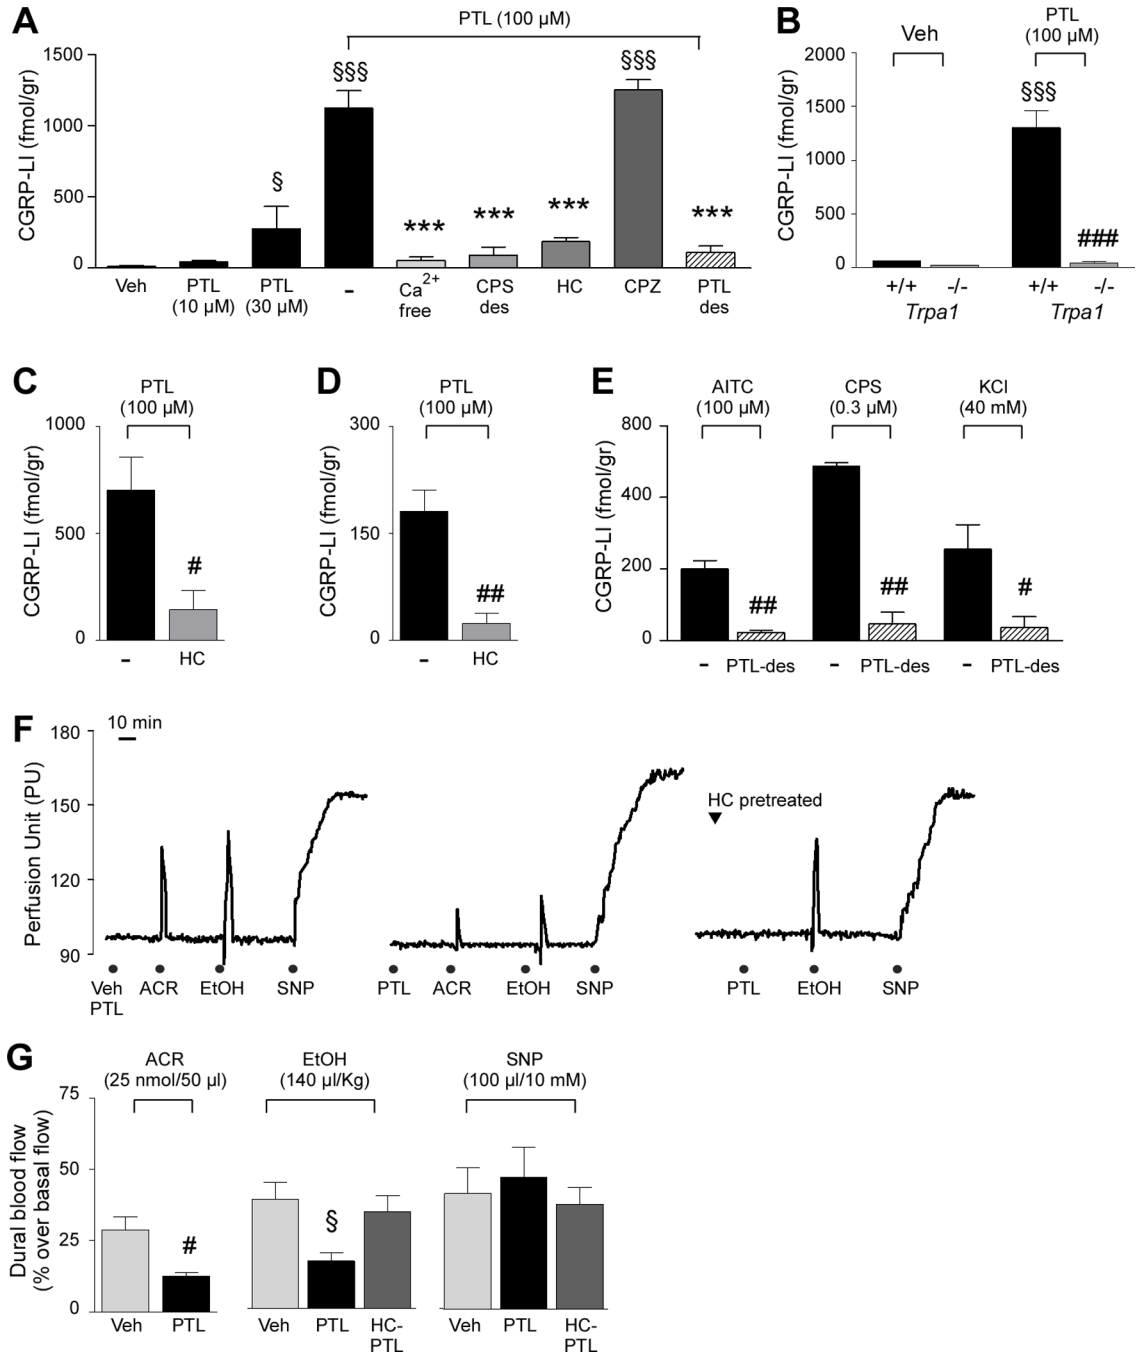 A
PTL (100 µM)
CGRP-LI (fmol/gr)
1500
1000
500
0
§
§§§
***
***
***
§§§
***
Veh
PTL
(10 µM)
PTL
(30 µM)
-
Ca2+
free
CPS
des
HC
CPZ
PTL
des
B
Veh
PTL
(100 µM)
CGRP-LI (fmol/gr)
2000
1500
1000
500
0
§§§
###
+/+
-/-
+/+
-/-
Trpa1
Trpa1
C
PTL
(100 µM)
CGRP-LI (fmol/gr)
1000
500
0
#
-
HC
D
PTL
(100 µM)
CGRP-LI (fmol/gr)
300
150
0
##
-
HC
E
AITC
(100 µM)
CPS
(0.3 µM)
KCl
(40 mM)
CGRP-LI (fmol/gr)
800
400
200
0
##
##
#
-
PTL-des
-
PTL-des
-
PTL-des
F
180
150
120
90
Perfusion Unit (PU)
10 min
HC pretreated
Veh
PTL
ACR
EtOH
SNP
PTL
ACR
EtOH
SNP
PTL
EtOH
SNP
G
ACR
(25 nmol/50 µl)
EtOH
(140 µl/Kg)
SNP
(100 µl/10 mM)
Dural blood flow
(% over basal flow)
75
50
25
0
#
§
Veh
PTL
Veh
PTL
HC-
PTL
Veh
PTL
HC-
PTL